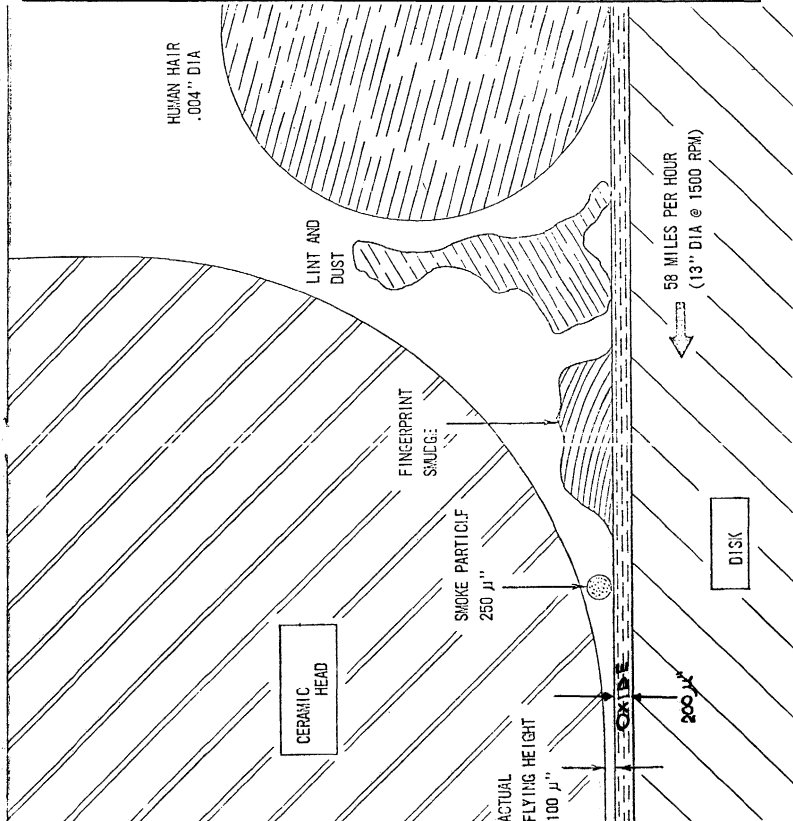 HUMAN HAIR
.004" DIA
LINT AND
DUST
58 MILES PER HOUR
(13" DIA @ 1500 RPM)
FINGERPRINT
SMUDGE
SMOKE PARTICLE
250 μ"
DISK
CERAMIC
HEAD
OXIDE
200 μ"
ACTUAL
FLYING HEIGHT
100 μ"